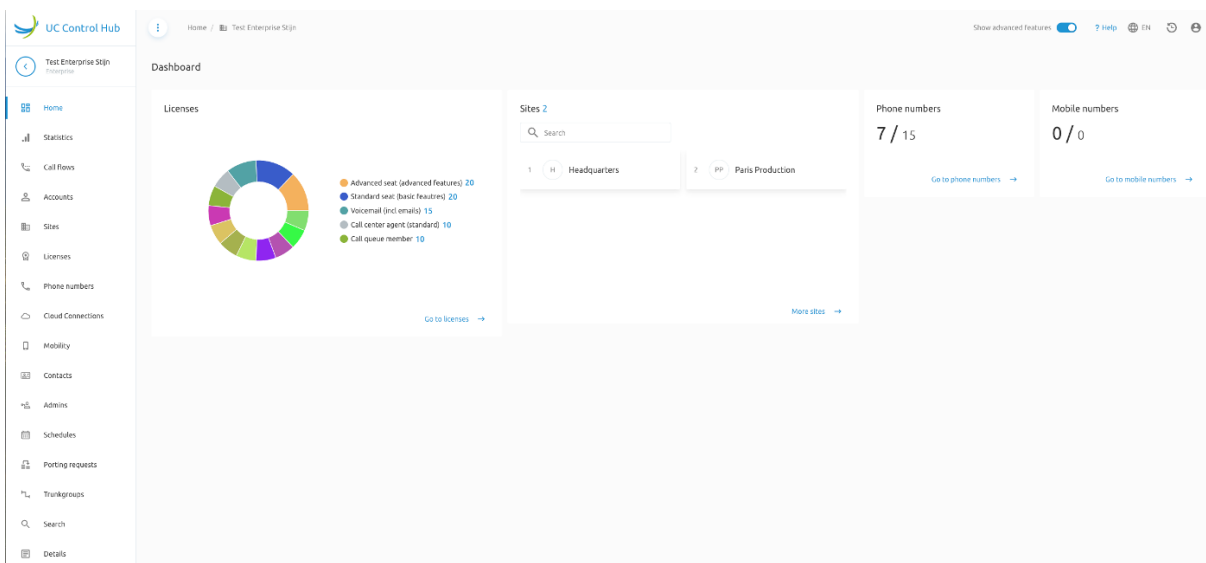 UC Control Hub
Home / Test Enterprise Stijn
Show advanced features
? Help
EN
Test Enterprise Stijn
Enterprise
Home
Statistics
Call flows
Accounts
Sites
Licenses
Phone numbers
Cloud Connections
Mobility
Contacts
Admins
Schedules
Porting requests
Trunkgroups
Search
Details
Dashboard
Licenses
Advanced seat (advanced features) 20
Standard seat (basic feautres) 20
Voicemail (incl emails) 15
Call center agent (standard) 10
Call queue member 10
Go to licenses →
Sites 2
Search
1 H Headquarters
2 PP Paris Production
More sites →
Phone numbers
7 / 15
Go to phone numbers →
Mobile numbers
0 / 0
Go to mobile numbers →